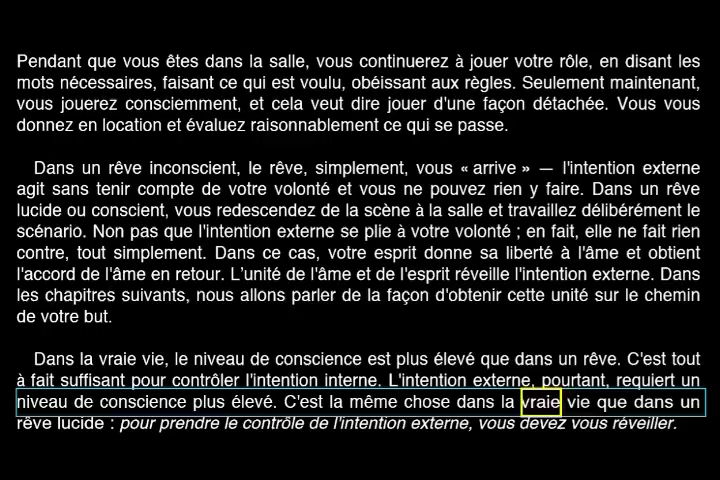 Pendant que vous êtes dans la salle, vous continuerez à jouer votre rôle, en disant les
mots nécessaires, faisant ce qui est voulu, obéissant aux règles. Seulement maintenant,
vous jouerez consciemment, et cela veut dire jouer d'une façon détachée. Vous vous
donnez en location et évaluez raisonnablement ce qui se passe.
Dans un rêve inconscient, le rêve, simplement, vous « arrive » — l'intention externe
agit sans tenir compte de votre volonté et vous ne pouvez rien y faire. Dans un rêve
lucide ou conscient, vous redescendez de la scène à la salle et travaillez délibérément le
scénario. Non pas que l'intention externe se plie à votre volonté ; en fait, elle ne fait rien
contre, tout simplement. Dans ce cas, votre esprit donne sa liberté à l'âme et obtient
l'accord de l'âme en retour. L'unité de l'âme et de l'esprit réveille l'intention externe. Dans
les chapitres suivants, nous allons parler de la façon d'obtenir cette unité sur le chemin
de votre but.
Dans la vraie vie, le niveau de conscience est plus élevé que dans un rêve. C'est tout
à fait suffisant pour contrôler l'intention interne. L'intention externe, pourtant, requiert un
niveau de conscience plus élevé. C'est la même chose dans la vraie vie que dans un
rêve lucide : pour prendre le contrôle de l'intention externe, vous devez vous réveiller.